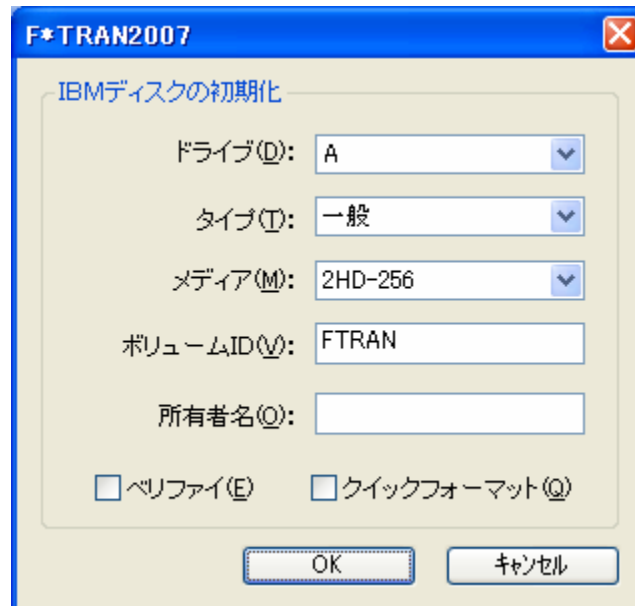 F*TRAN2007
IBMディスクの初期化
ドライブ(D): A
タイプ(T): 一般
メディア(M): 2HD-256
ボリュームID(V): FTRAN
所有者名(O):
ベリファイ(E) クイックフォーマット(Q)
OK ｷｬﾝｾﾙ